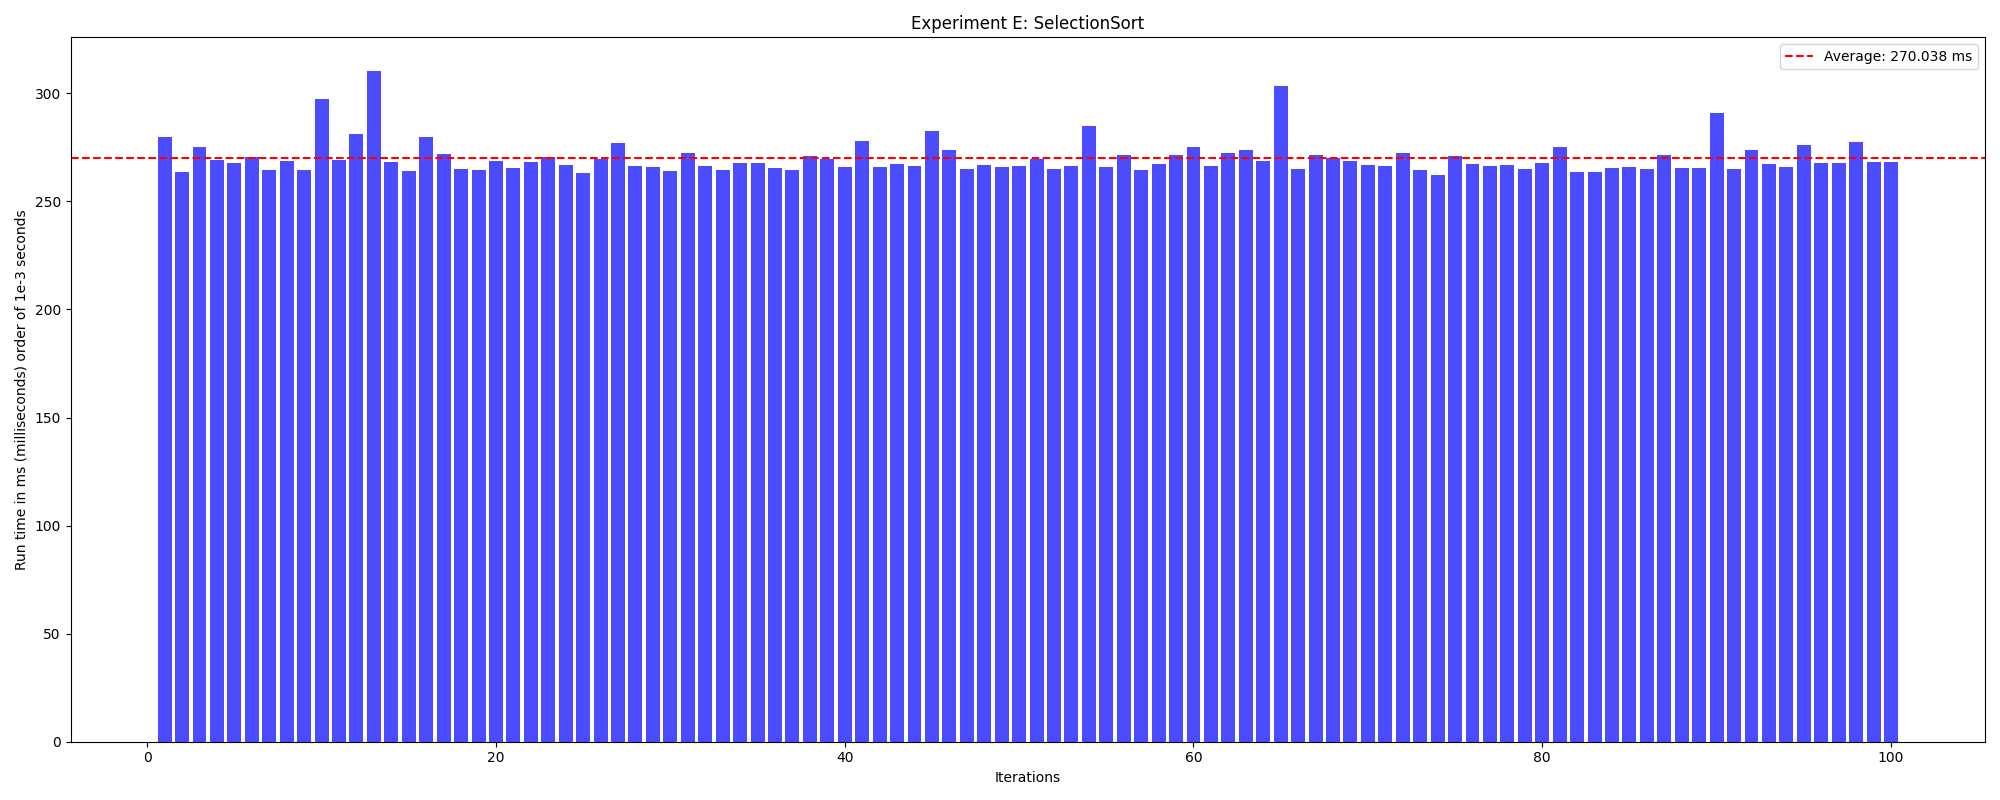 Experiment E: SelectionSort
Average: 270.038 ms
Run time in ms (milliseconds) order of 1e-3 seconds
300
250
200
150
100
50
0
0 20 40 60 80 100
Iterations